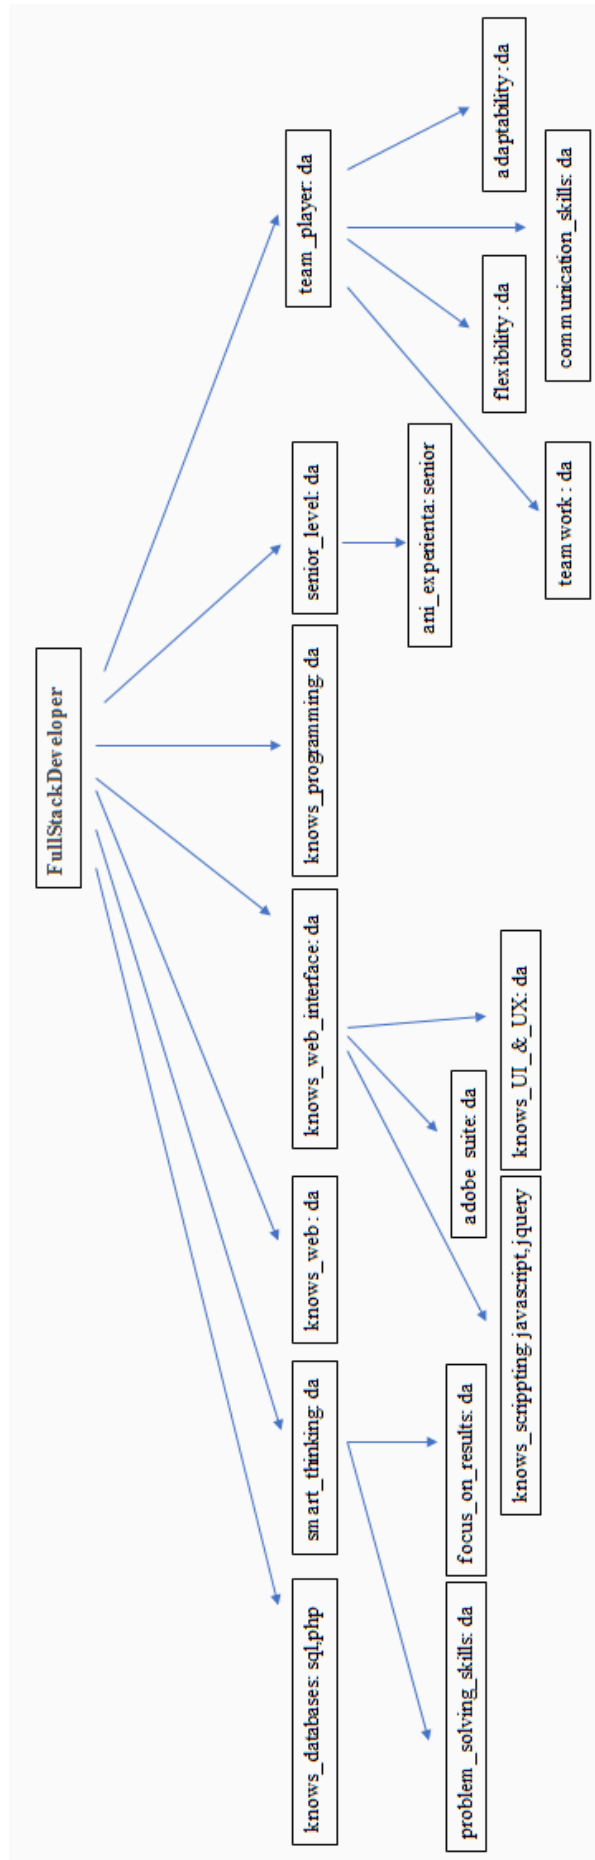 FullStackDeveloper
knows_databases: sql,php
smart_thinking: da
knows_web : da
knows_web_interface: da
knows_programming: da
senior_level: da
team_player: da
problem_solving_skills: da
focus_on_results: da
knows_scrippting: javascript, jquery
adobe suite: da
knows_UI_&_UX: da
ani_experienta: senior
teamwork : da
flexibility : da
communication_skills: da
adaptability : da